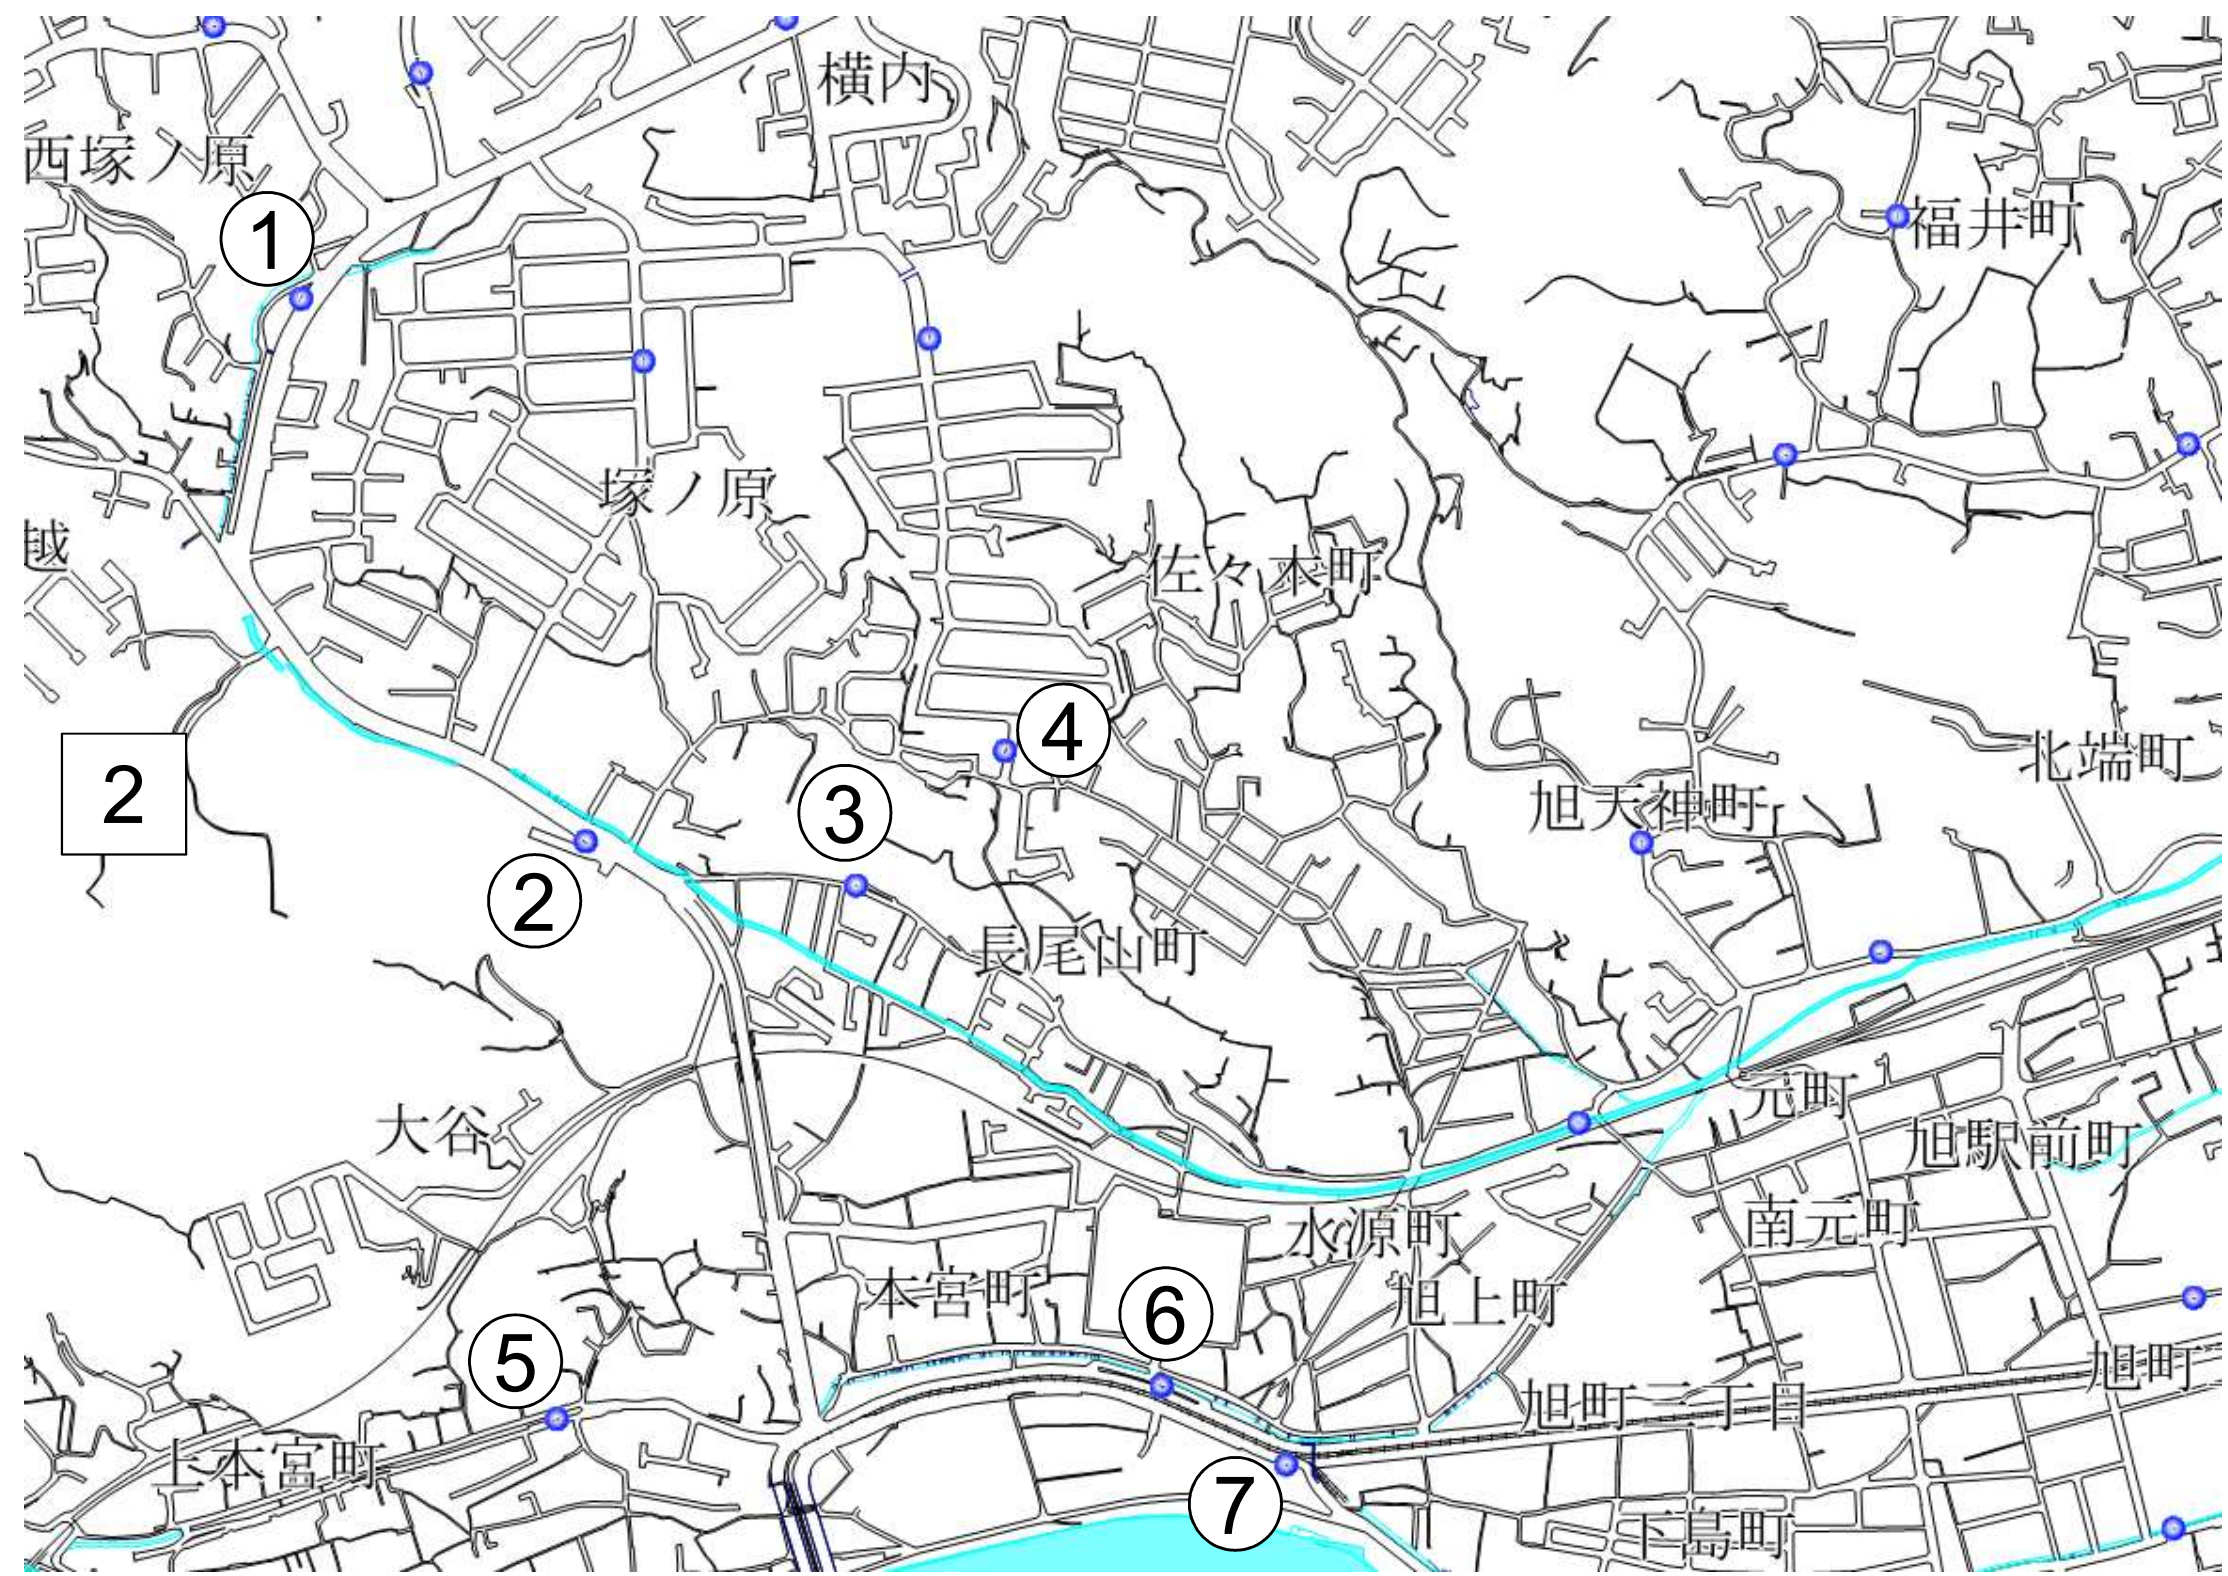 横内
西塚ノ原
福井町
①
塚ノ原
越
佐々木町
④
北端町
2
旭天神町
③
②
長尾山町
元町
大谷
旭駅前町
南元町
水源町
本宮町
旭上町
⑥
⑤
旭町
旭町二丁目
上本宮町
⑦
下島町